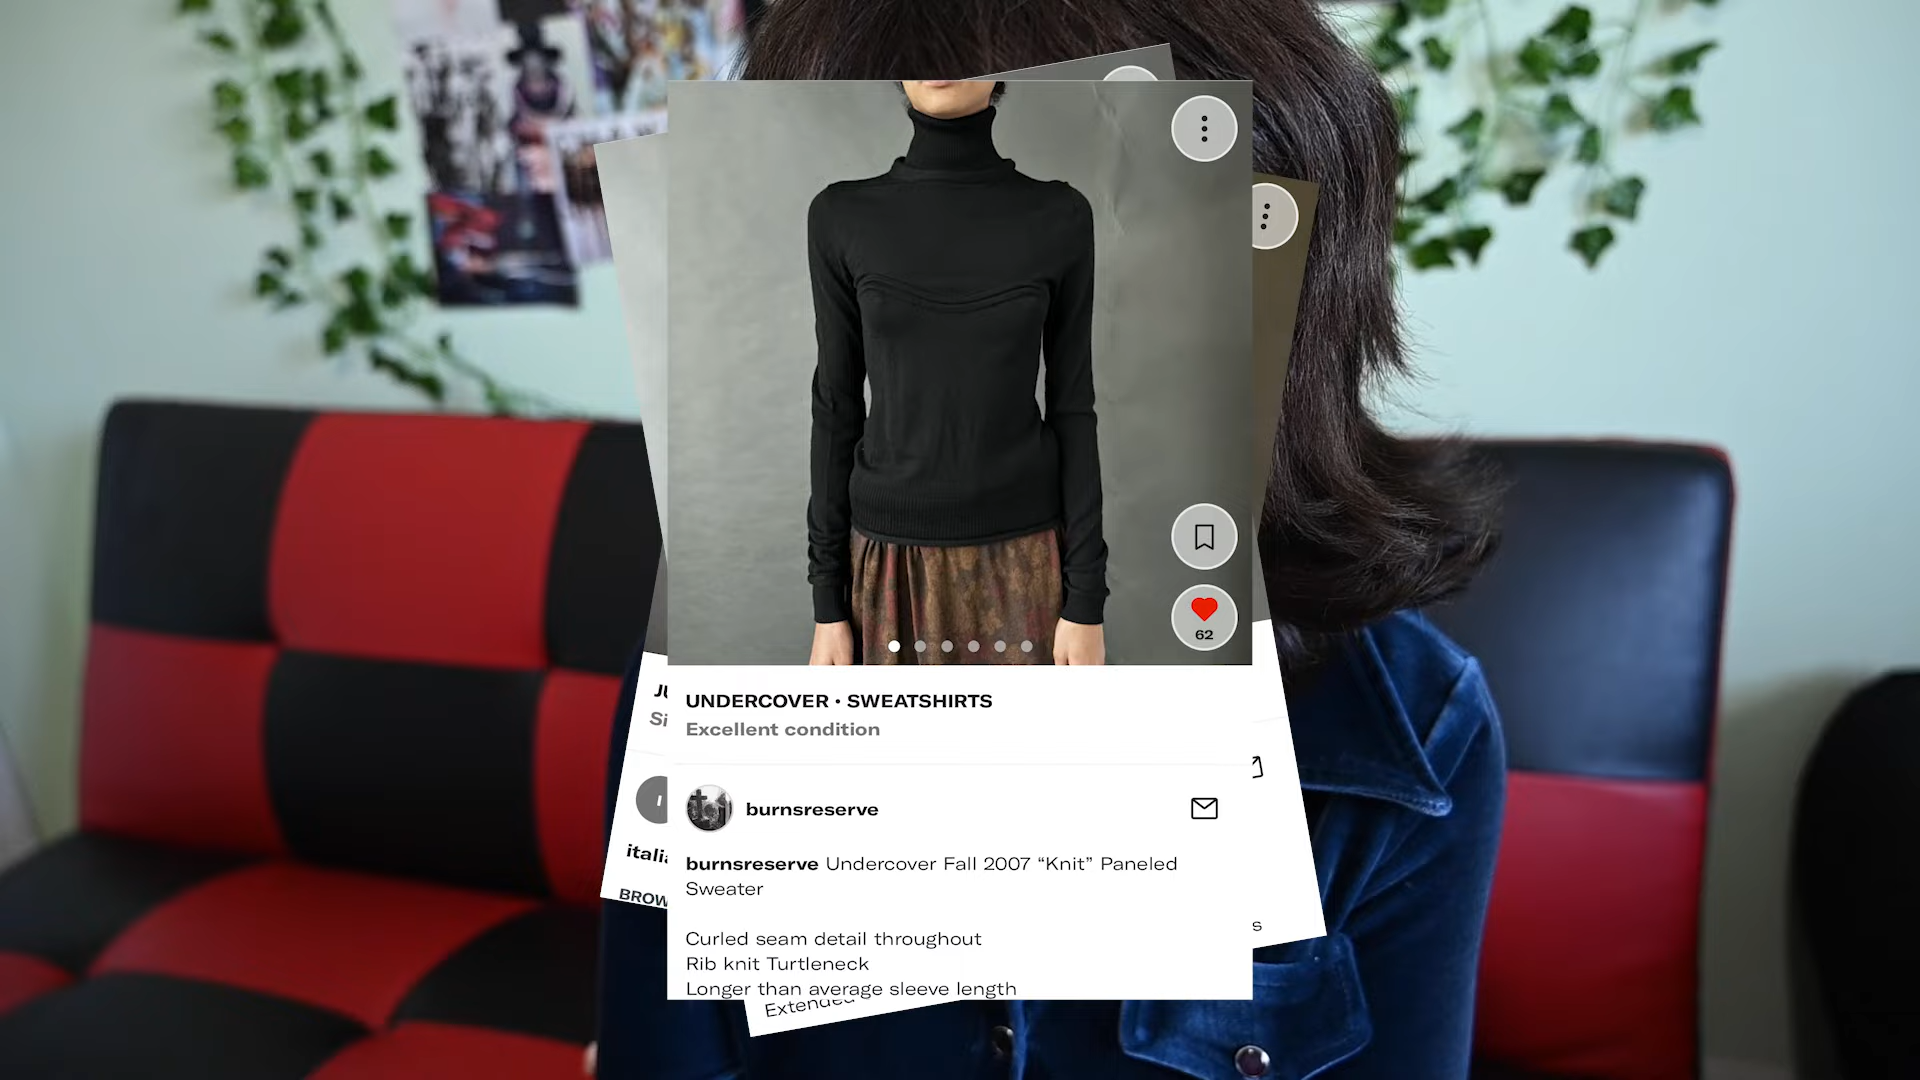 62
UNDERCOVER • SWEATSHIRTS
Excellent condition
burnsreserve
burnsreserve Undercover Fall 2007 “Knit” Paneled
Sweater
Curled seam detail throughout
Rib knit Turtleneck
Longer than average sleeve length
Extended